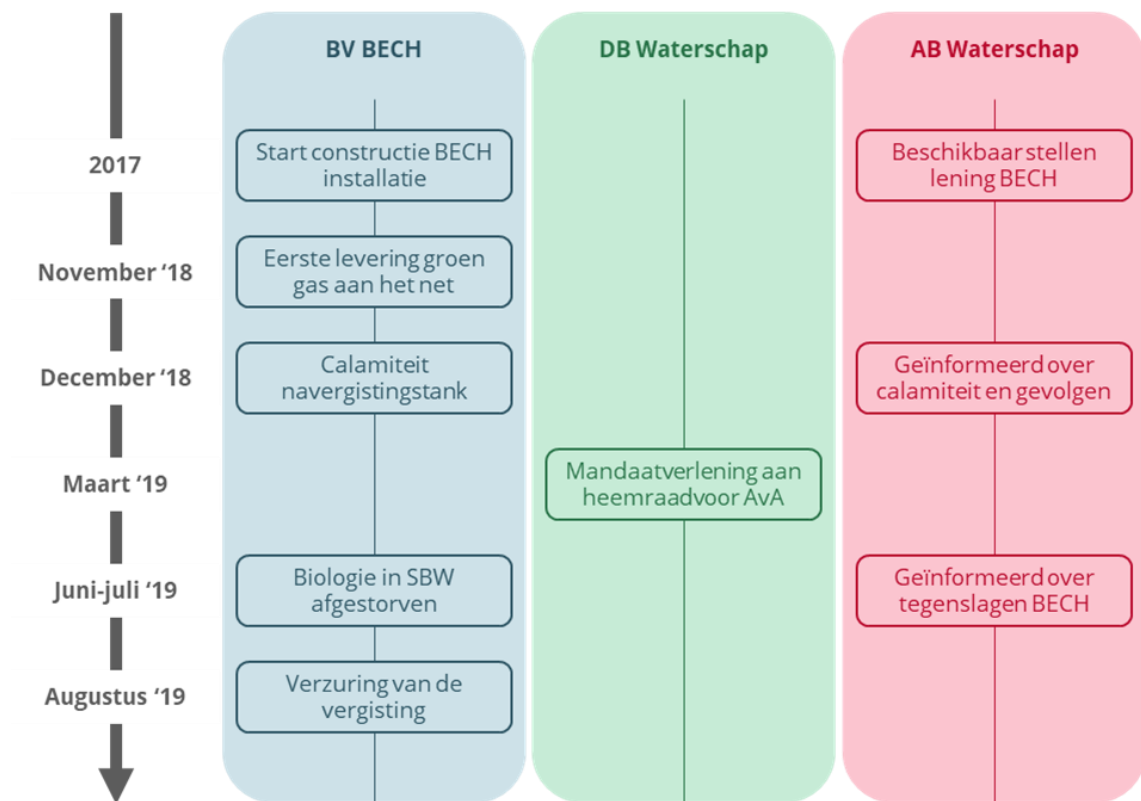 BV BECH
DB Waterschap
AB Waterschap
2017
Start constructie BECH
installatie
Beschikbaar stellen
lening BECH
November ‘18
Eerste levering groen
gas aan het net
December ‘18
Calamiteit
navergistingstank
Geïnformeerd over
calamiteit en gevolgen
Maart ‘19
Mandaatverlening aan
heemraadvoor AvA
Juni-juli ‘19
Biologie in SBW
afgestorven
Geïnformeerd over
tegenslagen BECH
Augustus ‘19
Verzuring van de
vergisting